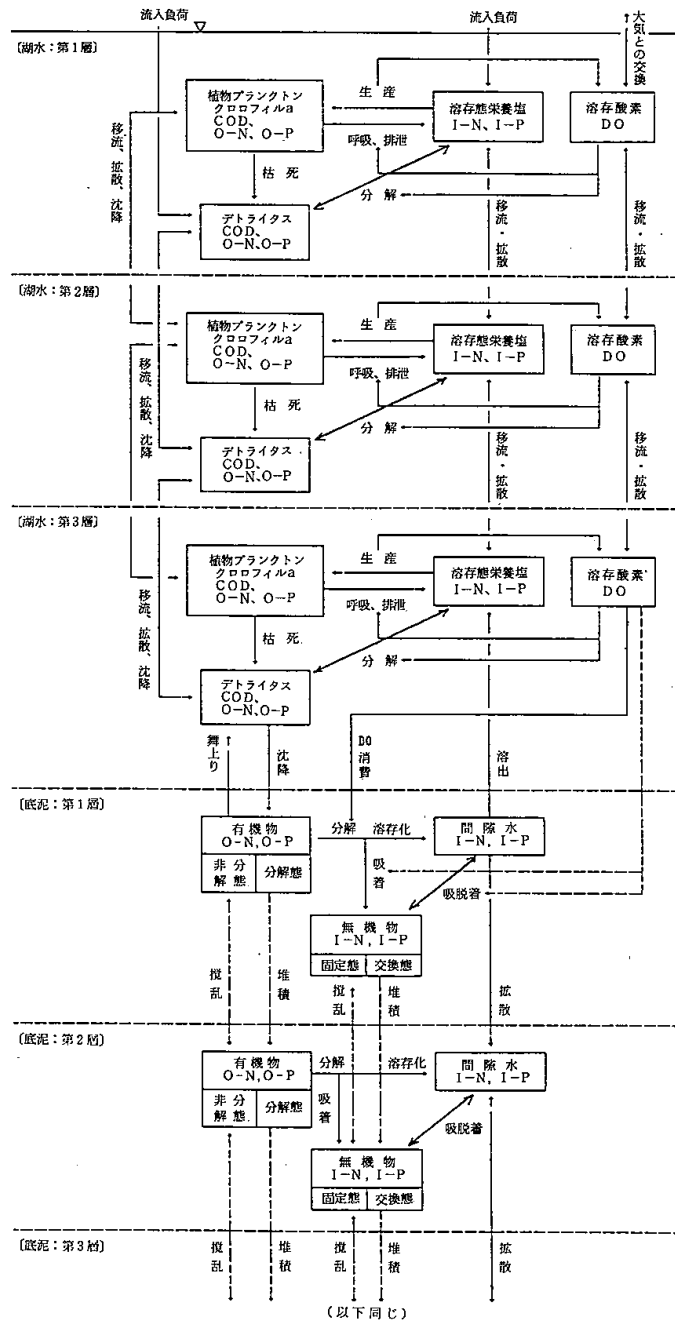 流入負荷
流入負荷
大気との交換
〔湖水：第1層〕
植物プランクトン
クロロフィルa
COD、
O-N、O-P
生 産
溶存態栄養塩
I-N、I-P
溶存酸素
DO
呼吸、排泄
枯 死
分 解
デトライタス
COD、
O-N、O-P
移流、拡散、沈降
移流・拡散
移流・拡散
〔湖水：第2層〕
植物プランクトン
クロロフィルa
COD、
O-N、O-P
生 産
溶存態栄養塩
I-N、I-P
溶存酸素
DO
呼吸、排泄
枯 死
分 解
デトライタス
COD、
O-N、O-P
移流、拡散、沈降
移流・拡散
移流・拡散
〔湖水：第3層〕
植物プランクトン
クロロフィルa
COD、
O-N、O-P
生 産
溶存態栄養塩
I-N、I-P
溶存酸素
DO
呼吸、排泄
枯 死
分 解
デトライタス
COD、
O-N、O-P
移流、拡散、沈降
舞上り
沈降
DO消費
溶出
〔底泥：第1層〕
有機物
O-N,O-P
非分解態
分解態
分解
溶存化
間隙水
I-N, I-P
吸着
吸脱着
無機物
I-N, I-P
固定態
交換態
撹乱
堆積
撹乱
堆積
拡散
〔底泥：第2層〕
有機物
O-N,O-P
非分解態
分解態
分解
溶存化
間隙水
I-N, I-P
吸着
吸脱着
無機物
I-N, I-P
固定態
交換態
〔底泥：第3層〕
撹乱
堆積
撹乱
堆積
拡散
(以下同じ)